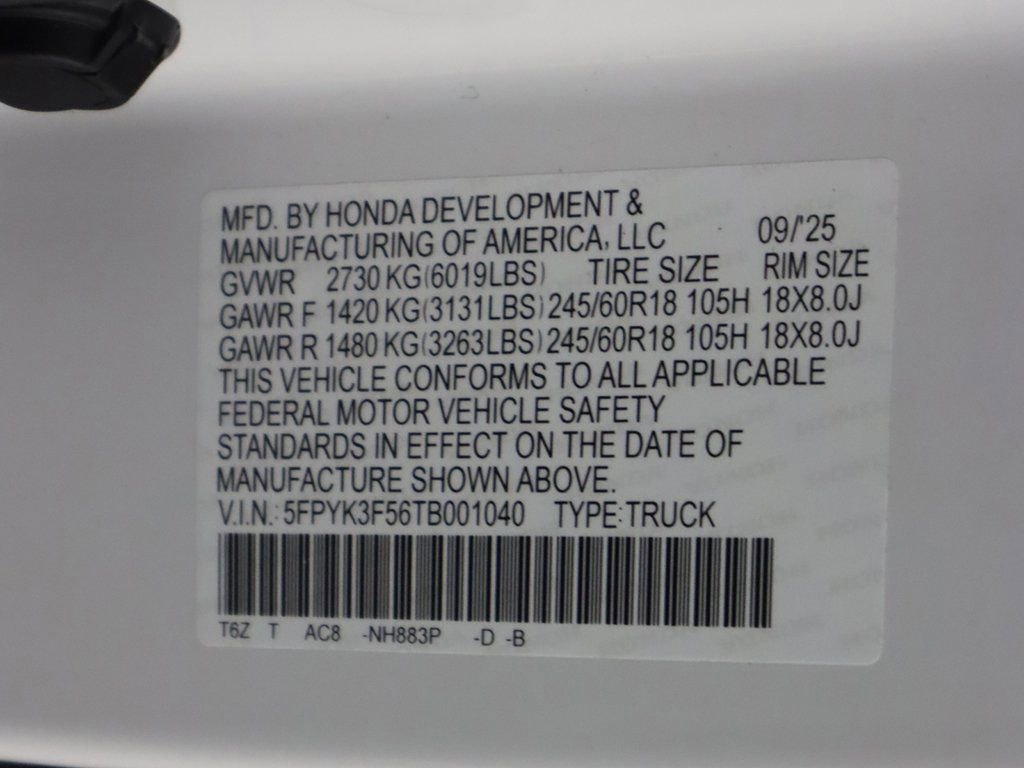 MFD. BY HONDA DEVELOPMENT &
MANUFACTURING OF AMERICA, LLC 09/'25
GVWR 2730 KG(6019LBS) TIRE SIZE RIM SIZE
GAWR F 1420 KG(3131LBS) 245/60R18 105H 18X8.0J
GAWR R 1480 KG(3263LBS) 245/60R18 105H 18X8.0J
THIS VEHICLE CONFORMS TO ALL APPLICABLE
FEDERAL MOTOR VEHICLE SAFETY
STANDARDS IN EFFECT ON THE DATE OF
MANUFACTURE SHOWN ABOVE.
V.I.N.: 5FPYK3F56TB001040 TYPE: TRUCK
T6Z T AC8 -NH883P -D -B